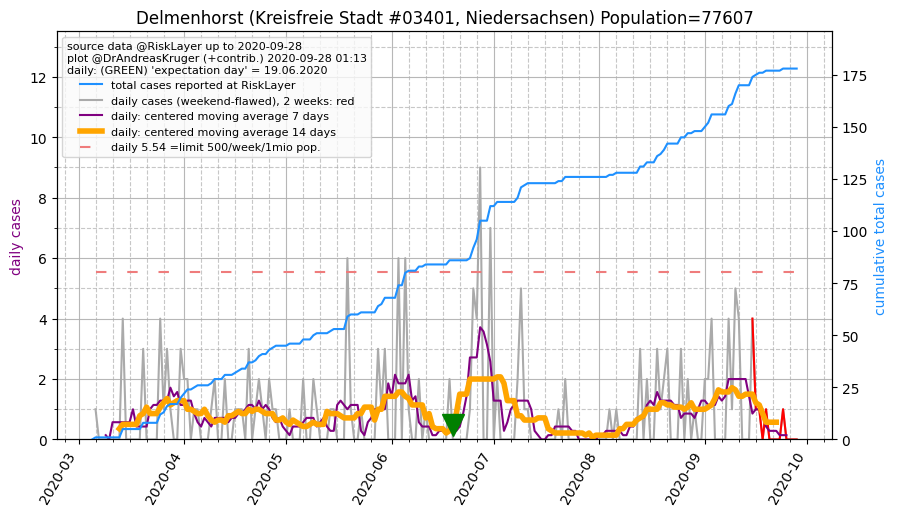 Delmenhorst (Kreisfreie Stadt #03401, Niedersachsen) Population=77607
source data @RiskLayer up to 2020-09-28
plot @DrAndreasKruger (+contrib.) 2020-09-28 01:13
daily: (GREEN) 'expectation day' = 19.06.2020
total cases reported at RiskLayer
daily cases (weekend-flawed), 2 weeks: red
daily: centered moving average 7 days
daily: centered moving average 14 days
daily 5.54 =limit 500/week/1mio pop.
daily cases
12
10
8
6
4
2
0
cumulative total cases
175
150
125
100
75
50
25
0
2020-03
2020-04
2020-05
2020-06
2020-07
2020-08
2020-09
2020-10